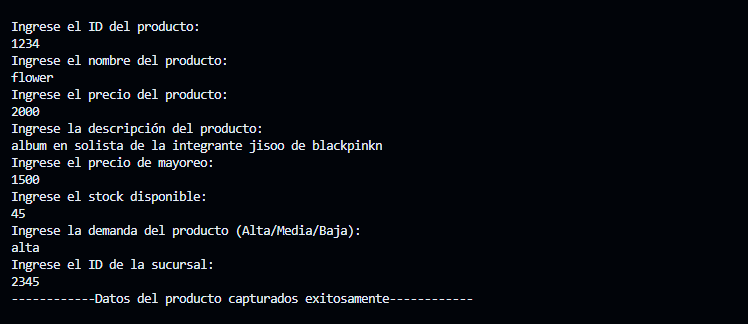 Ingrese el ID del producto:
1234
Ingrese el nombre del producto:
flower
Ingrese el precio del producto:
2000
Ingrese la descripción del producto:
album en solista de la integrante jisoo de blackpinkn
Ingrese el precio de mayoreo:
1500
Ingrese el stock disponible:
45
Ingrese la demanda del producto (Alta/Media/Baja):
alta
Ingrese el ID de la sucursal:
2345
------------Datos del producto capturados exitosamente------------